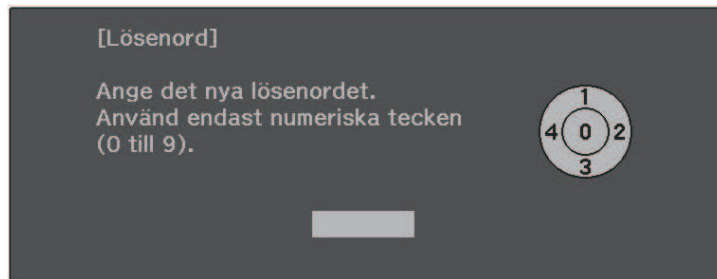 [Lösenord]
Ange det nya lösenordet.
Använd endast numeriska tecken
(0 till 9).
1
4 0 2
3